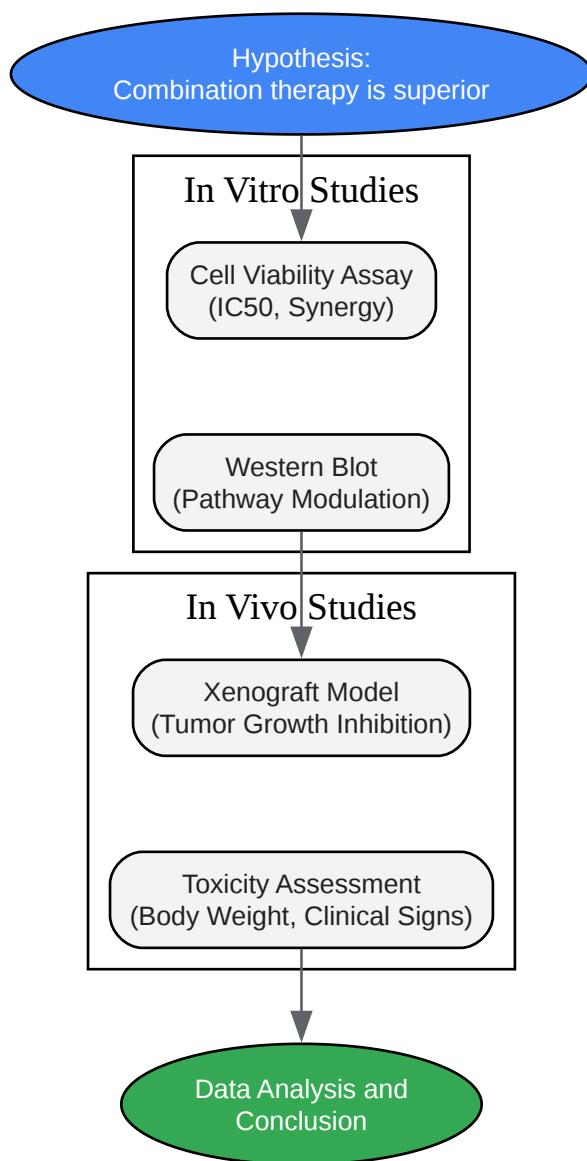 Hypothesis:
Combination therapy is superior
In Vitro Studies
Cell Viability Assay
(IC50, Synergy)
Western Blot
(Pathway Modulation)
In Vivo Studies
Xenograft Model
(Tumor Growth Inhibition)
Toxicity Assessment
(Body Weight, Clinical Signs)
Data Analysis and
Conclusion